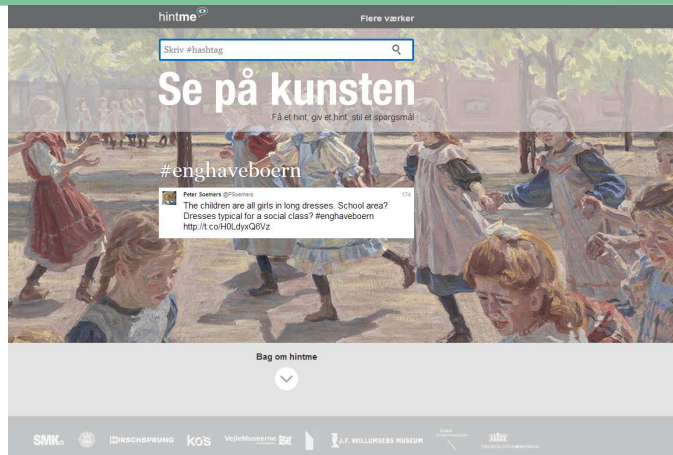 hintme
Flere værker
Skriv #hashtag
Se på kunsten
Få et hint, giv et hint, stil et spørgsmål
#enghaveboern
Peter Soemers @PSoemers 17d
The children are all girls in long dresses. School area?
Dresses typical for a social class? #enghaveboern
http://t.co/H0LdyxQ6Vz
Bag om hintme
SMK
HIRSCHSPRUNG
KØS
VejleMuseerne
J.F. WILLUMSENS MUSEUM